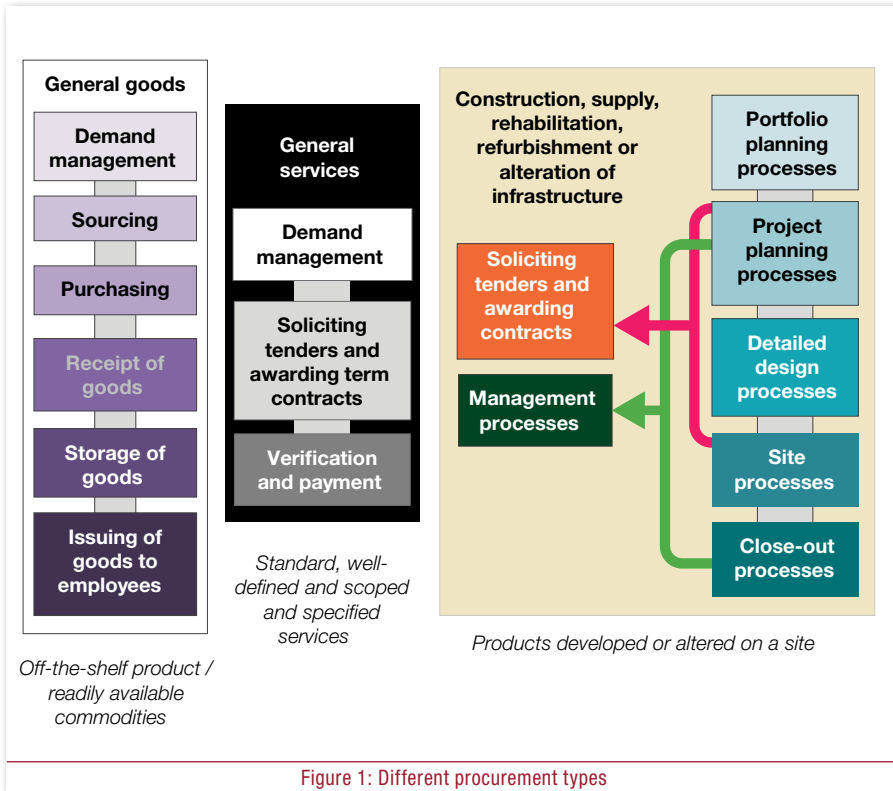 General goods
Demand
management
Sourcing
Purchasing
Receipt of
goods
Storage of
goods
Issuing of
goods to
employees
Off-the-shelf product /
readily available
commodities
General
services
Demand
management
Soliciting
tenders and
awarding term
contracts
Verification
and payment
Standard, well-
defined and scoped
and specified
services
Construction, supply,
rehabilitation,
refurbishment or
alteration of
infrastructure
Soliciting
tenders and
awarding
contracts
Management
processes
Portfolio
planning
processes
Project
planning
processes
Detailed
design
processes
Site
processes
Close-out
processes
Products developed or altered on a site
Figure 1: Different procurement types